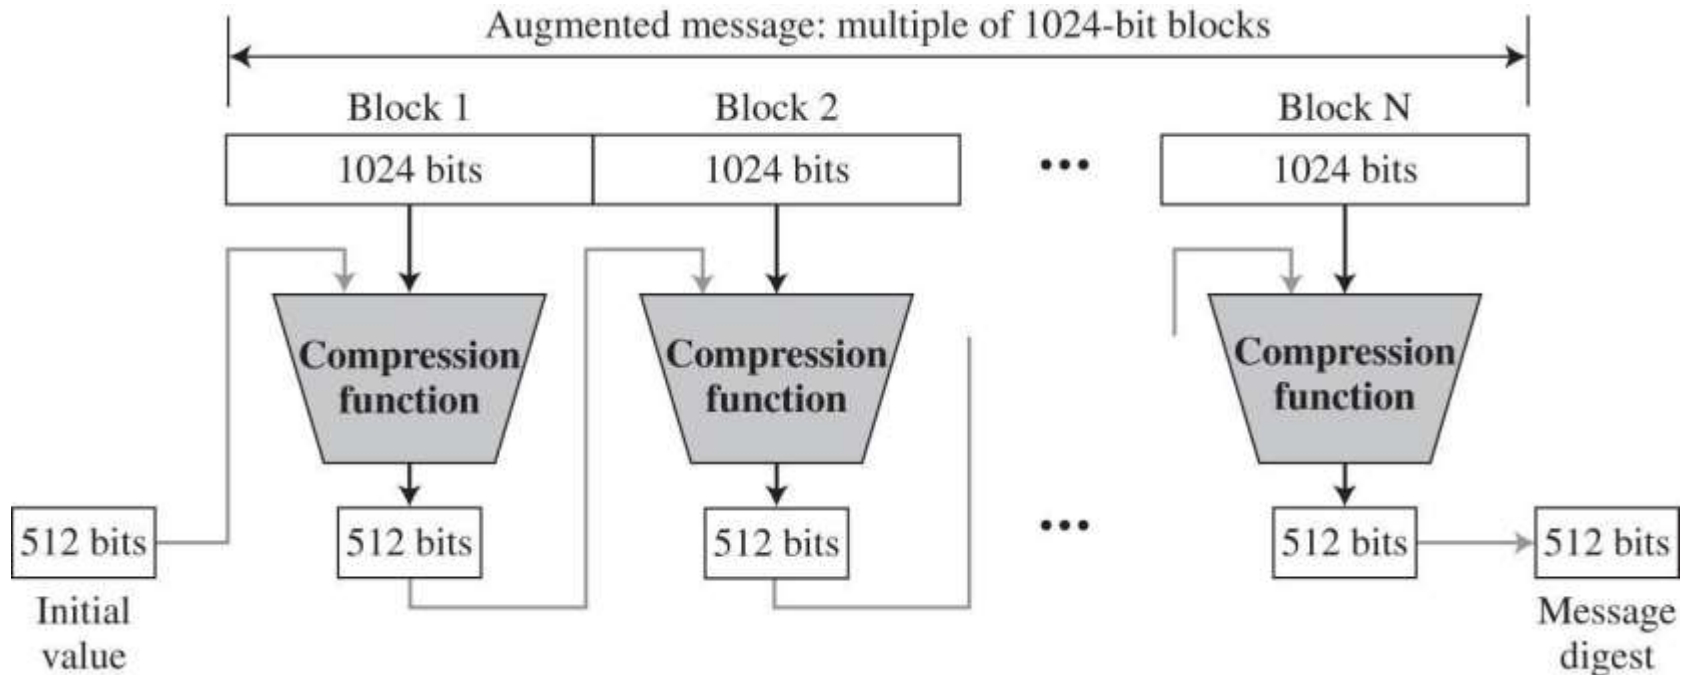 Augmented message: multiple of 1024-bit blocks
Block 1
Block 2
Block N
1024 bits
1024 bits
•••
1024 bits
Compression
function
Compression
function
Compression
function
512 bits
512 bits
512 bits
•••
512 bits
512 bits
Initial
value
Message
digest